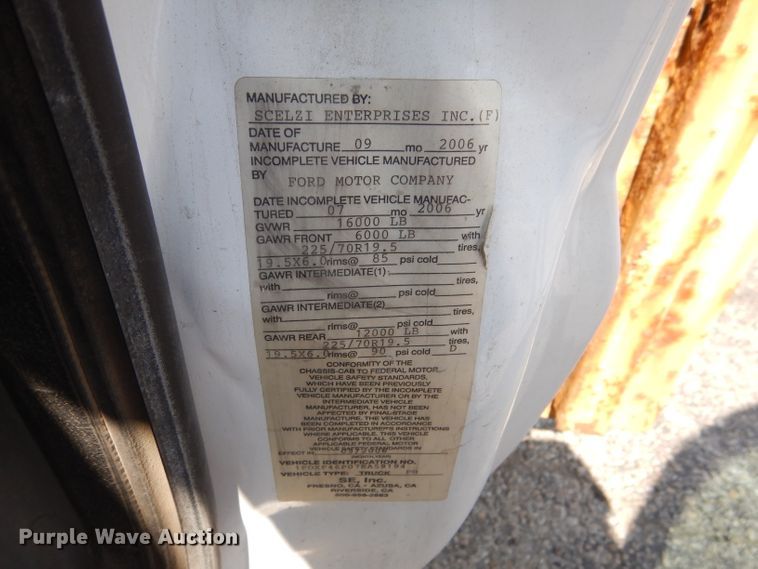 MANUFACTURED BY:
SCELZI ENTERPRISES INC.(F)
DATE OF
MANUFACTURE 09 mo 2006 yr
INCOMPLETE VEHICLE MANUFACTURED
BY FORD MOTOR COMPANY
DATE INCOMPLETE VEHICLE MANUFAC-
TURED 07 mo 2006 yr
GVWR 16000 LB
GAWR FRONT 6000 LB with
225/70R19.5 tires,
19.5X6.0 rims@ 85 psi cold
GAWR INTERMEDIATE(1)
with tires,
rims@ psi cold
GAWR INTERMEDIATE(2)
with tires,
rims@ psi cold
GAWR REAR 12000 LB with
225/70R19.5 tires,
19.5X6.0 rims@ 90 psi cold D
CONFORMITY OF THE
CHASSIS-CAB TO FEDERAL MOTOR
VEHICLE SAFETY STANDARDS,
WHICH HAVE BEEN PREVIOUSLY
FULLY CERTIFIED BY THE INCOMPLETE
VEHICLE MANUFACTURER OR BY THE
INTERMEDIATE VEHICLE
MANUFACTURER, HAS NOT BEEN
AFFECTED BY FINAL-STAGE
MANUFACTURE. THE VEHICLE HAS
BEEN COMPLETED IN ACCORDANCE
WITH PRIOR MANUFACTURER'S INSTRUCTIONS
WHERE APPLICABLE. THIS VEHICLE
CONFORMS TO ALL OTHER
APPLICABLE FEDERAL MOTOR
VEHICLE SAFETY STANDARDS IN
EFFECT IN
VEHICLE IDENTIFICATION NO.
VEHICLE TYPE: TRUCK FB
SE, Inc.
FRESNO, CA - AZUSA, CA
RIVERSIDE, CA
Purple Wave Auction